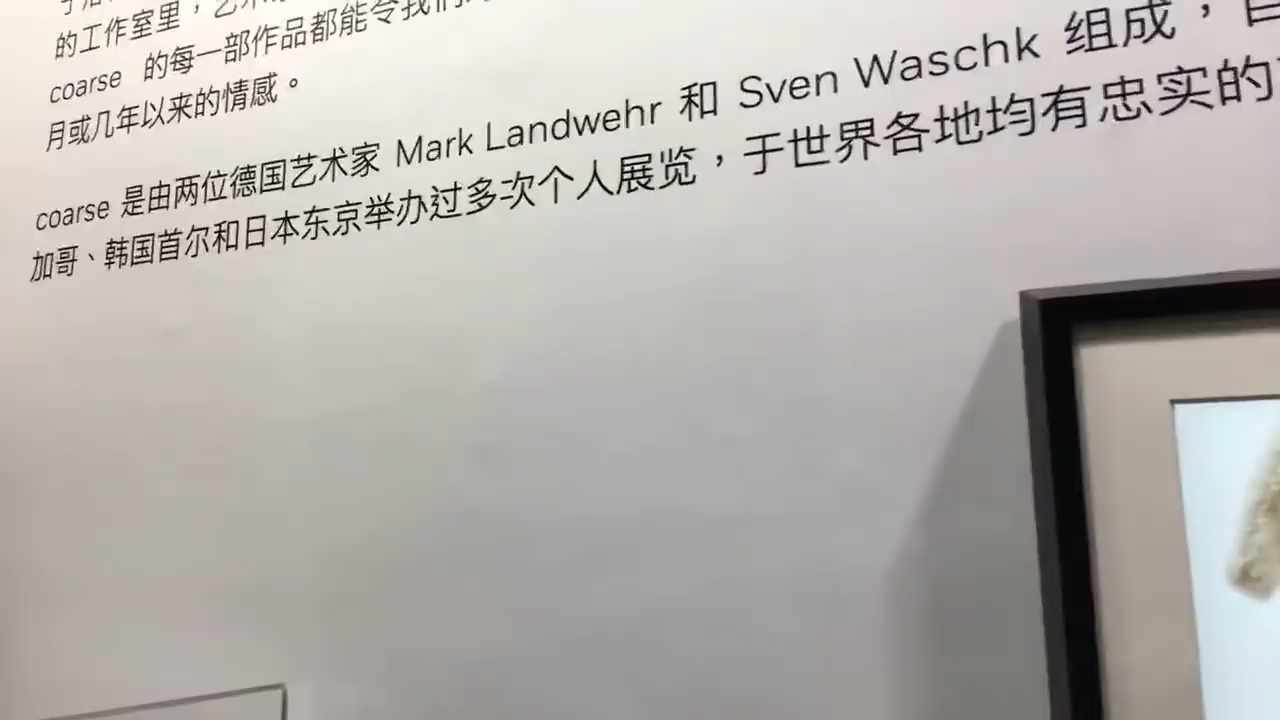 的工作室里，艺术
coarse 的每一部作品都能令我们
月或几年以来的情感。
coarse 是由两位德国艺术家 Mark Landwehr 和 Sven Waschk 组成，自
加哥、韩国首尔和日本东京举办过多次个人展览，于世界各地均有忠实的